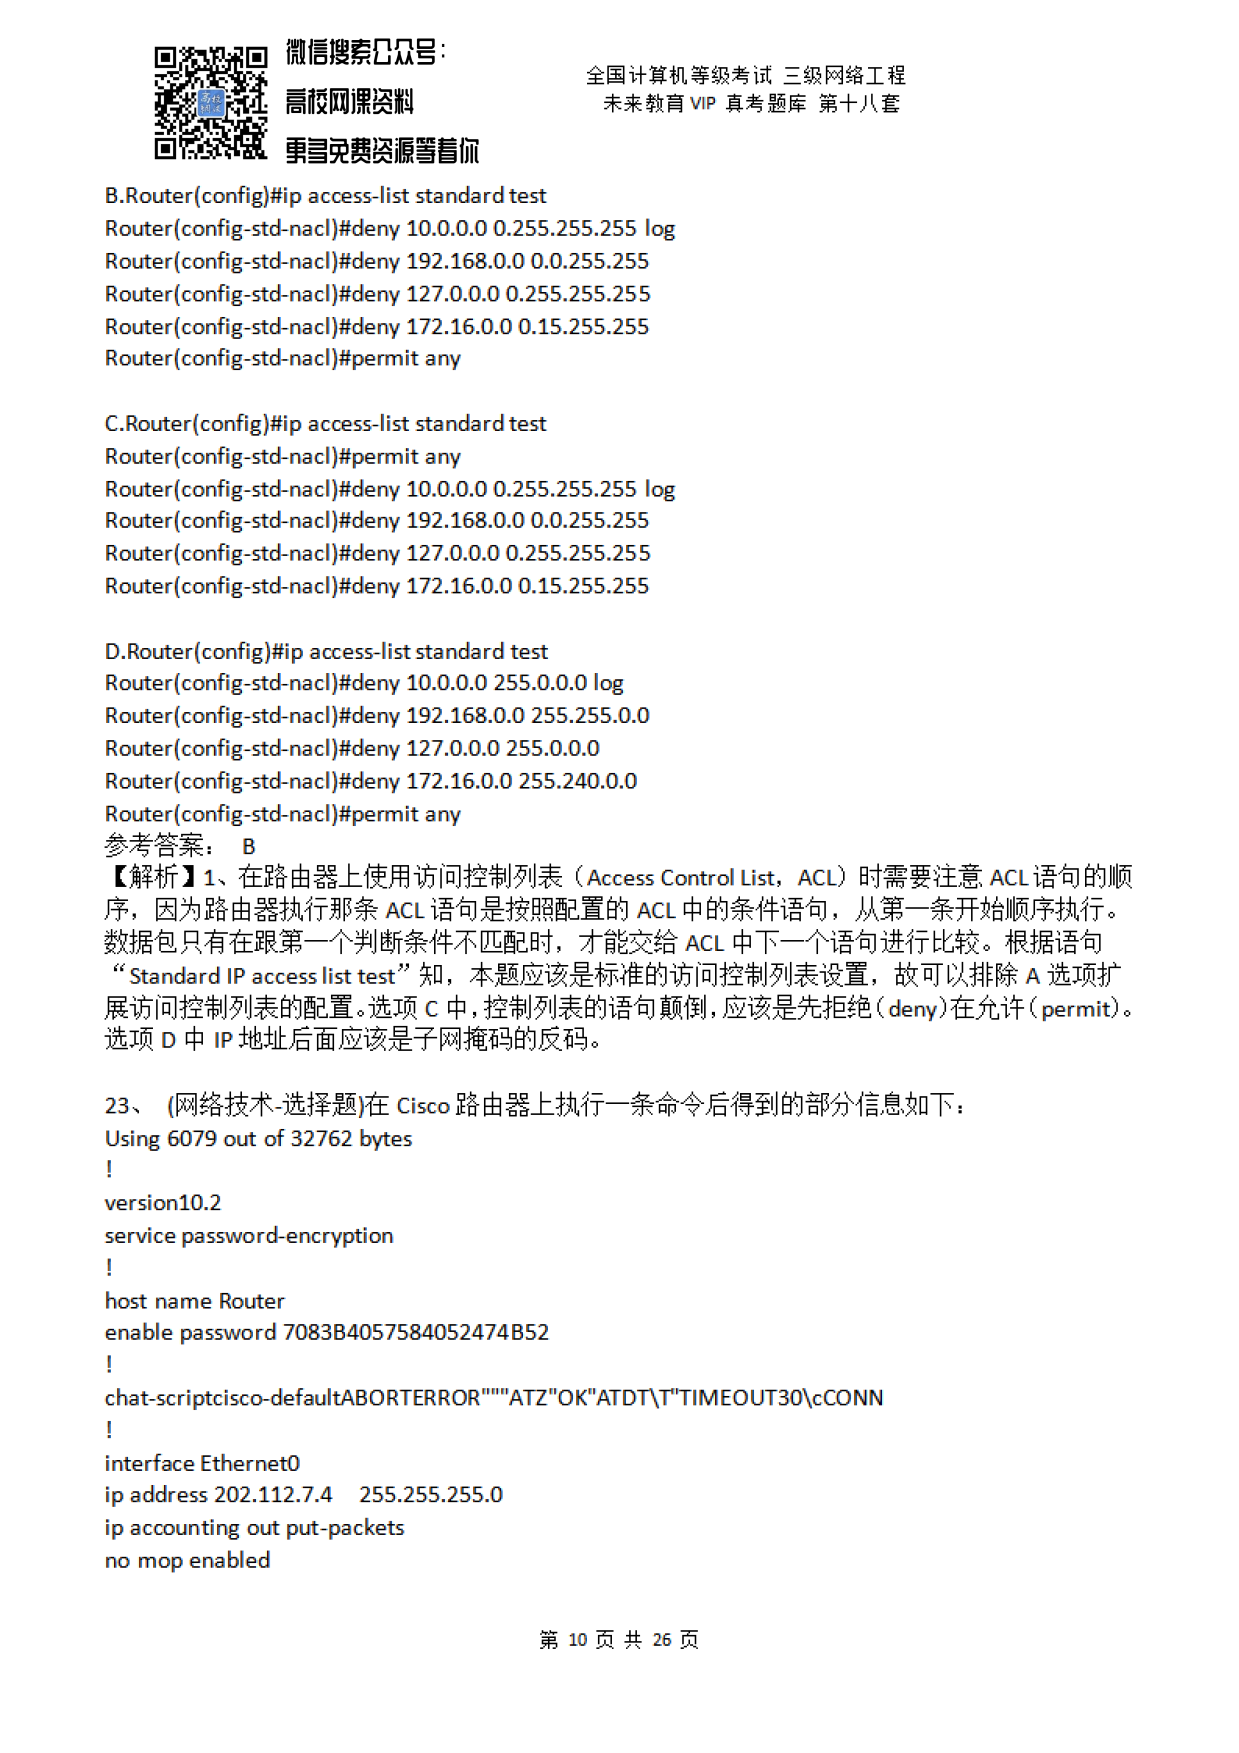 微信搜索公众号：
高校网课资料
更多免费资源等着你
全国计算机等级考试 三级网络工程
未来教育 VIP 真考题库 第十八套
B.Router(config)#ip access-list standard test
Router(config-std-nacl)#deny 10.0.0.0 0.255.255.255 log
Router(config-std-nacl)#deny 192.168.0.0 0.0.255.255
Router(config-std-nacl)#deny 127.0.0.0 0.255.255.255
Router(config-std-nacl)#deny 172.16.0.0 0.15.255.255
Router(config-std-nacl)#permit any
C.Router(config)#ip access-list standard test
Router(config-std-nacl)#permit any
Router(config-std-nacl)#deny 10.0.0.0 0.255.255.255 log
Router(config-std-nacl)#deny 192.168.0.0 0.0.255.255
Router(config-std-nacl)#deny 127.0.0.0 0.255.255.255
Router(config-std-nacl)#deny 172.16.0.0 0.15.255.255
D.Router(config)#ip access-list standard test
Router(config-std-nacl)#deny 10.0.0.0 255.0.0.0 log
Router(config-std-nacl)#deny 192.168.0.0 255.255.0.0
Router(config-std-nacl)#deny 127.0.0.0 255.0.0.0
Router(config-std-nacl)#deny 172.16.0.0 255.240.0.0
Router(config-std-nacl)#permit any
参考答案： B
【解析】1、在路由器上使用访问控制列表（Access Control List，ACL）时需要注意 ACL 语句的顺
序，因为路由器执行那条 ACL 语句是按照配置的 ACL 中的条件语句，从第一条开始顺序执行。
数据包只有在跟第一个判断条件不匹配时，才能交给 ACL 中下一个语句进行比较。根据语句
“Standard IP access list test”知，本题应该是标准的访问控制列表设置，故可以排除 A 选项扩
展访问控制列表的配置。选项 C 中，控制列表的语句颠倒，应该是先拒绝（deny）在允许（permit）。
选项 D 中 IP 地址后面应该是子网掩码的反码。
23、 (网络技术-选择题)在 Cisco 路由器上执行一条命令后得到的部分信息如下：
Using 6079 out of 32762 bytes
!
version10.2
service password-encryption
!
host name Router
enable password 7083B4057584052474B52
!
chat-scriptcisco-defaultABORTERROR"""ATZ"OK"ATDT\T"TIMEOUT30\cCONN
!
interface Ethernet0
ip address 202.112.7.4 255.255.255.0
ip accounting out put-packets
no mop enabled
第 10 页 共 26 页